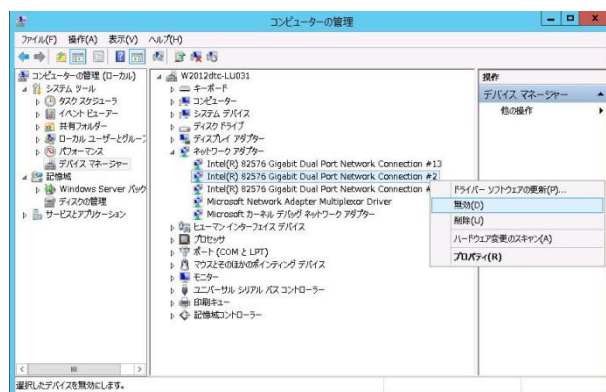 コンピューターの管理
ファイル(F) 操作(A) 表示(V) ヘルプ(H)
コンピューターの管理 (ローカル)
システム ツール
タスク スケジューラ
イベント ビューアー
共有フォルダー
ローカル ユーザーとグループ
パフォーマンス
デバイス マネージャー
記憶域
Windows Server バック
ディスクの管理
サービスとアプリケーション
W2012dtc-LU031
キーボード
コンピューター
システム デバイス
ディスク ドライブ
ディスプレイ アダプター
ネットワーク アダプター
Intel(R) 82576 Gigabit Dual Port Network Connection #13
Intel(R) 82576 Gigabit Dual Port Network Connection #2
Intel(R) 82576 Gigabit Dual Port Network Connection
Microsoft Network Adapter Multiplexor Driver
Microsoft カーネル デバッグ ネットワーク アダプター
ヒューマン インターフェイス デバイス
プロセッサ
ポート (COM と LPT)
マウスとそのほかのポインティング デバイス
モニター
ユニバーサル シリアル バス コントローラー
印刷キュー
記憶域コントローラー
ドライバー ソフトウェアの更新(P)...
無効(D)
削除(U)
ハードウェア変更のスキャン(A)
プロパティ(R)
操作
デバイス マネージャー
他の操作
選択したデバイスを無効にします。